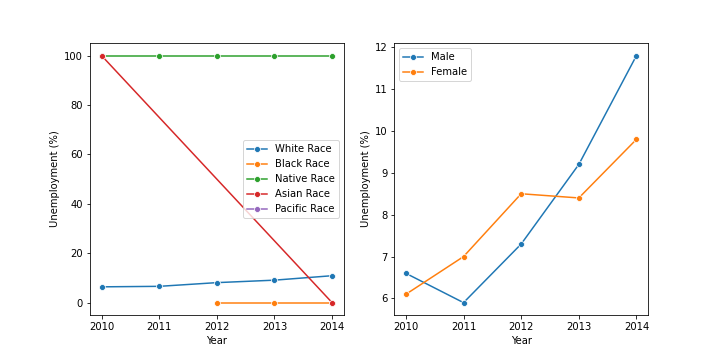 100
80
60
40
20
0
Unemployment (%)
White Race
Black Race
Native Race
Asian Race
Pacific Race
2010 2011 2012 2013 2014
Year
12
11
10
9
8
7
6
Unemployment (%)
Male
Female
2010 2011 2012 2013 2014
Year